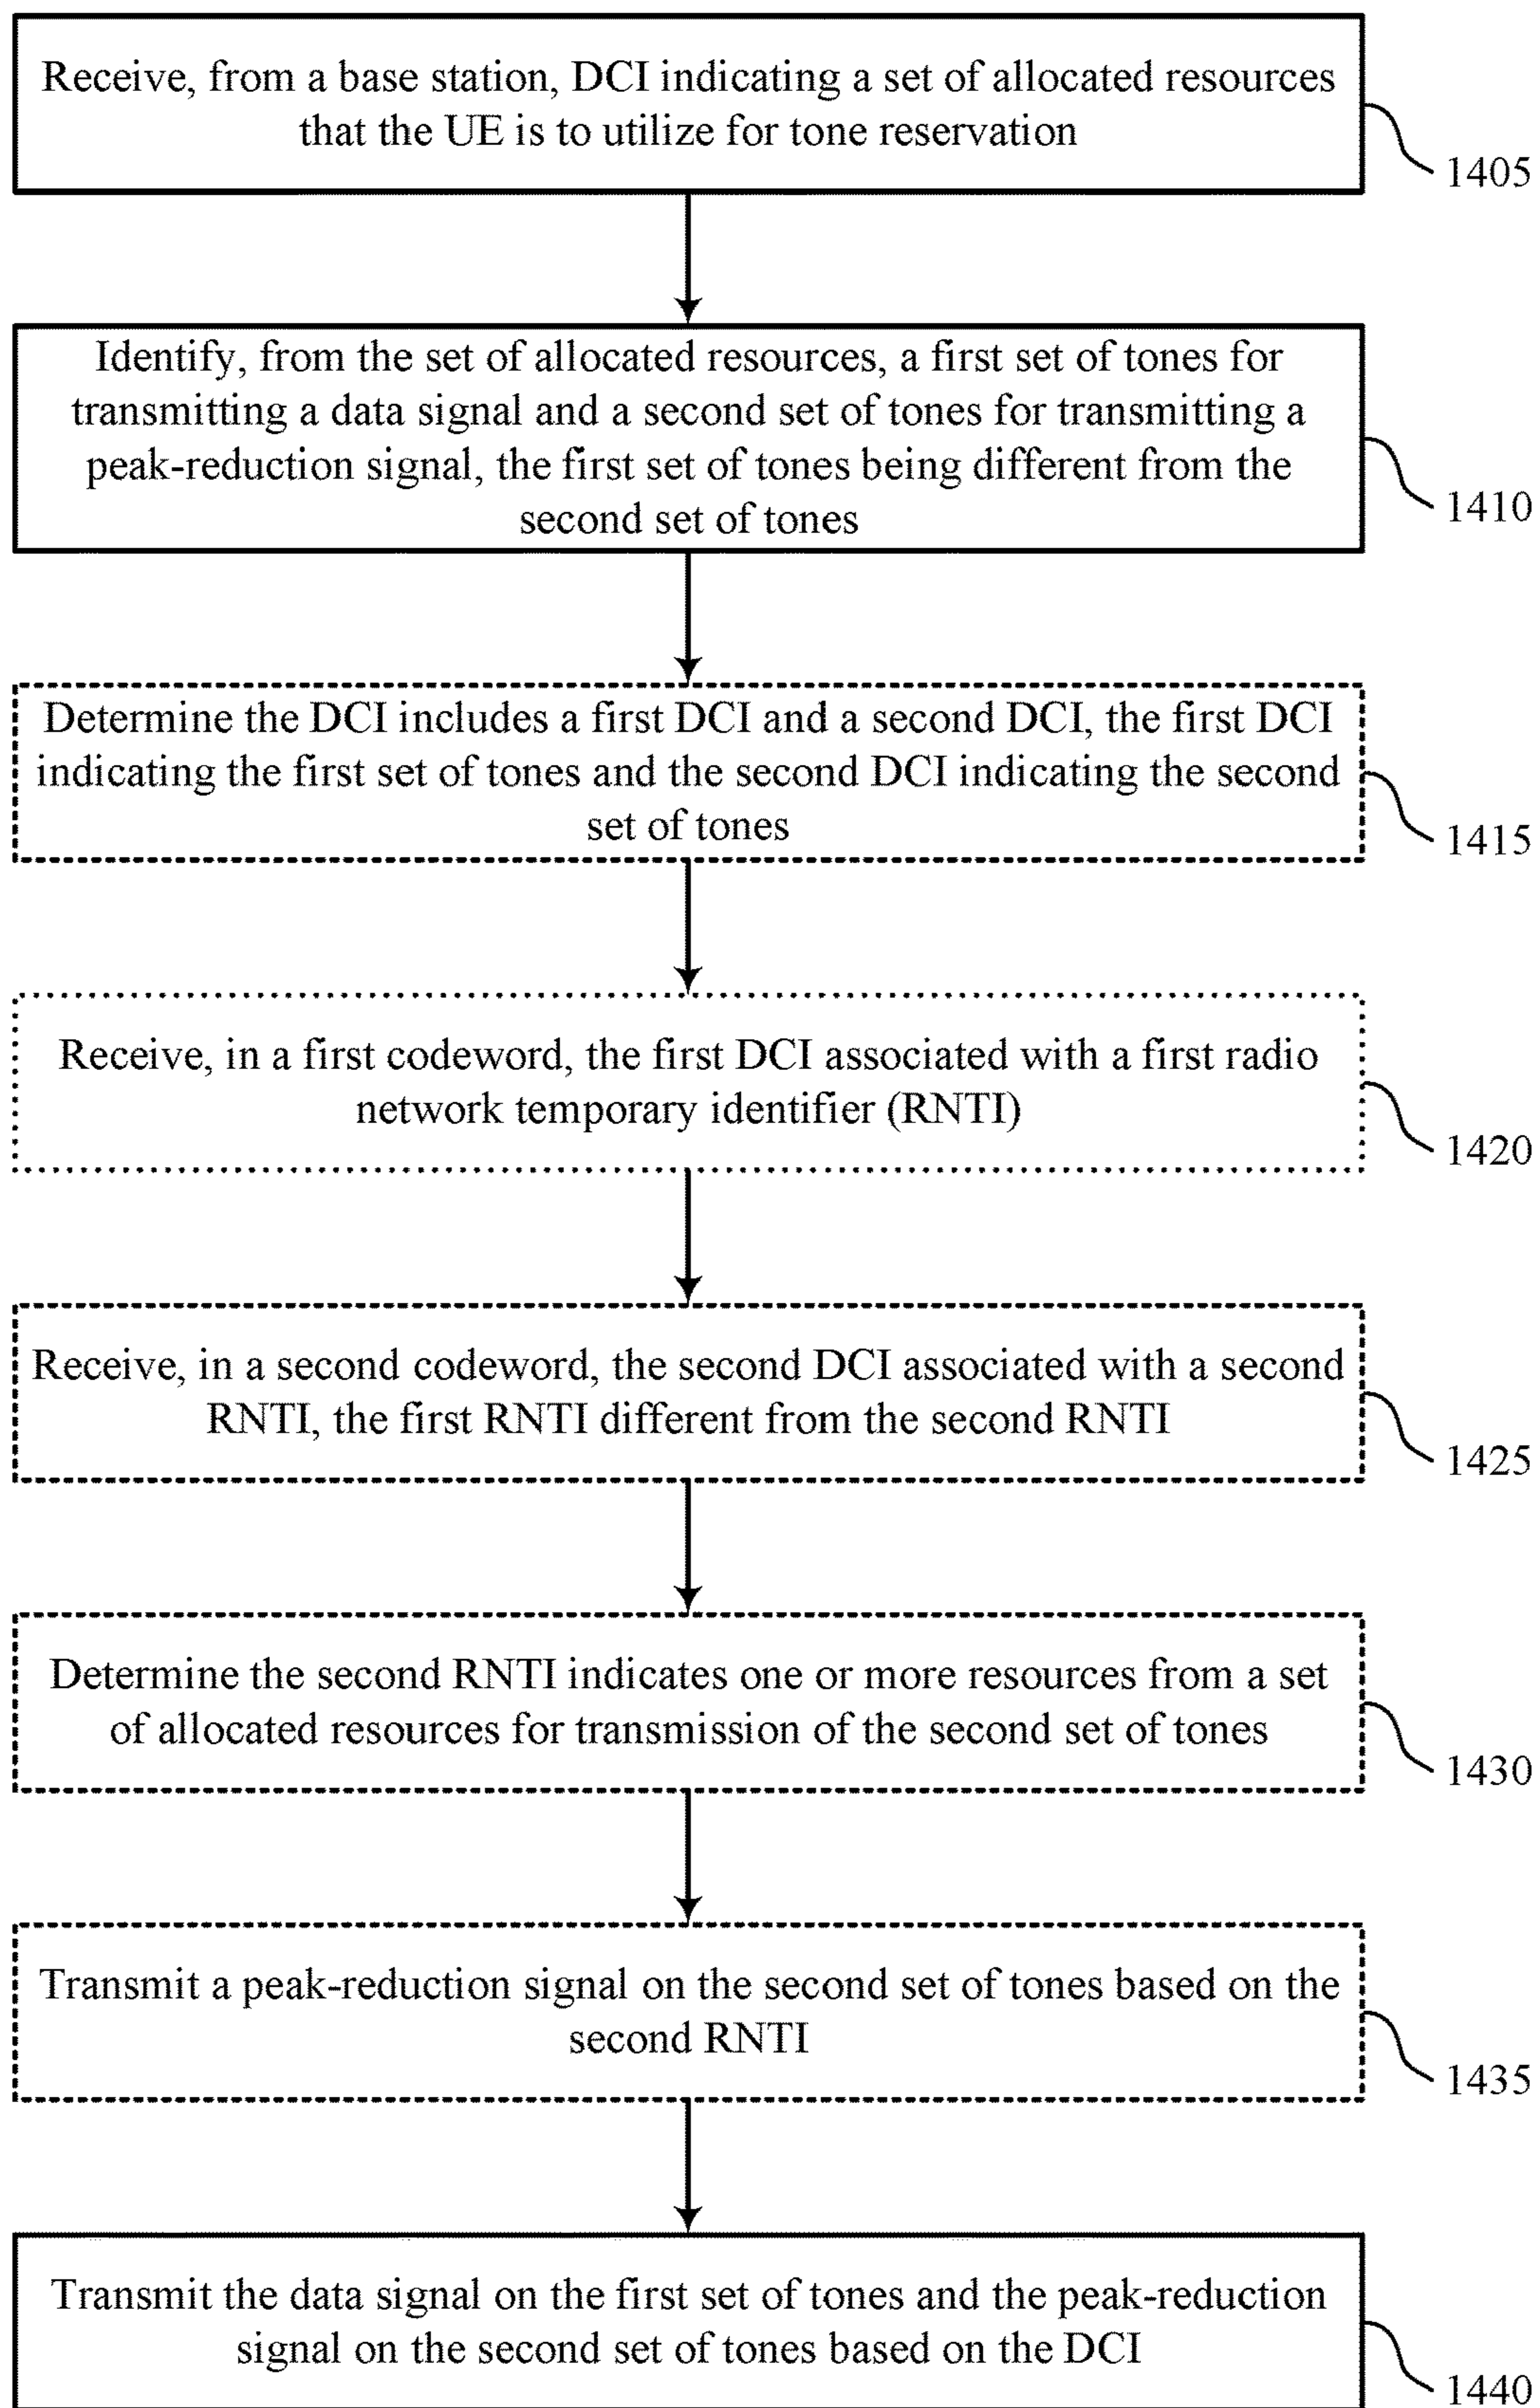 Receive, from a base station, DCI indicating a set of allocated resources
that the UE is to utilize for tone reservation
1405
Identify, from the set of allocated resources, a first set of tones for
transmitting a data signal and a second set of tones for transmitting a
peak-reduction signal, the first set of tones being different from the
second set of tones
1410
Determine the DCI includes a first DCI and a second DCI, the first DCI
indicating the first set of tones and the second DCI indicating the second
set of tones
1415
Receive, in a first codeword, the first DCI associated with a first radio
network temporary identifier (RNTI)
1420
Receive, in a second codeword, the second DCI associated with a second
RNTI, the first RNTI different from the second RNTI
1425
Determine the second RNTI indicates one or more resources from a set
of allocated resources for transmission of the second set of tones
1430
Transmit a peak-reduction signal on the second set of tones based on the
second RNTI
1435
Transmit the data signal on the first set of tones and the peak-reduction
signal on the second set of tones based on the DCI
1440